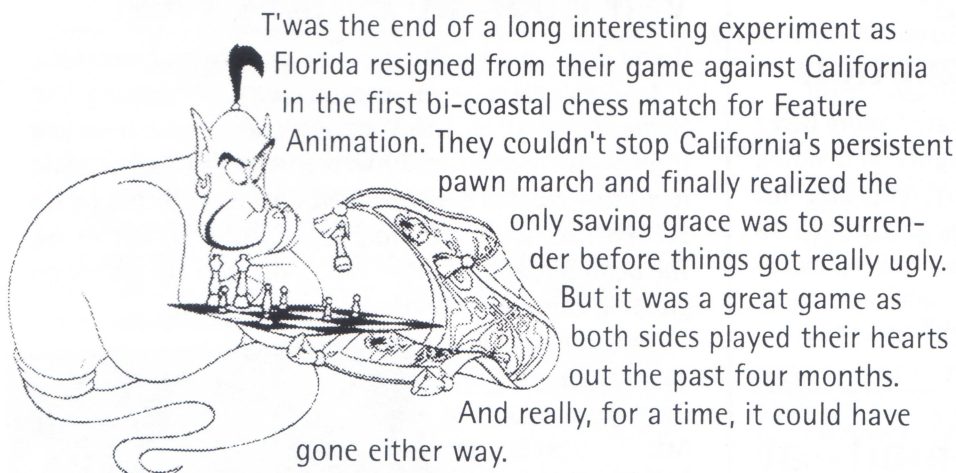 T'was the end of a long interesting experiment as
Florida resigned from their game against California
in the first bi-coastal chess match for Feature
Animation. They couldn't stop California's persistent
pawn march and finally realized the
only saving grace was to surren-
der before things got really ugly.
But it was a great game as
both sides played their hearts
out the past four months.
And really, for a time, it could have
gone either way.